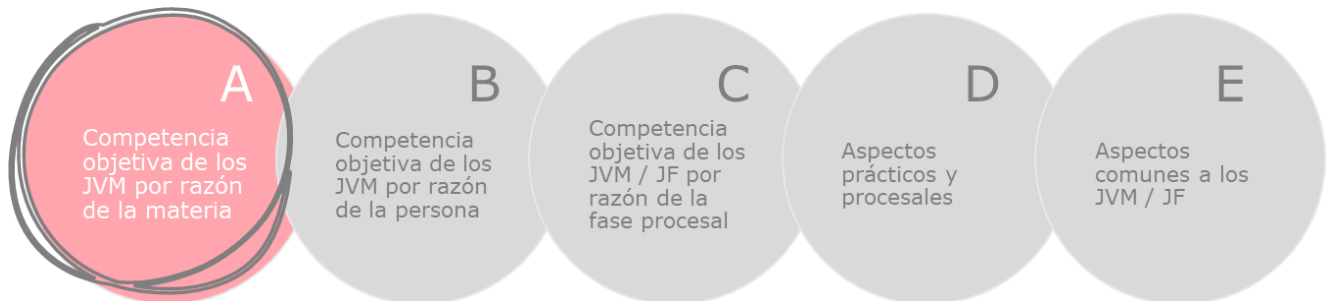 A
Competencia
objetiva de los
JVM por razón
de la materia
B
Competencia
objetiva de los
JVM por razón
de la persona
C
Competencia
objetiva de los
JVM / JF por
razón de la
fase procesal
D
Aspectos
prácticos y
procesales
E
Aspectos
comunes a los
JVM / JF